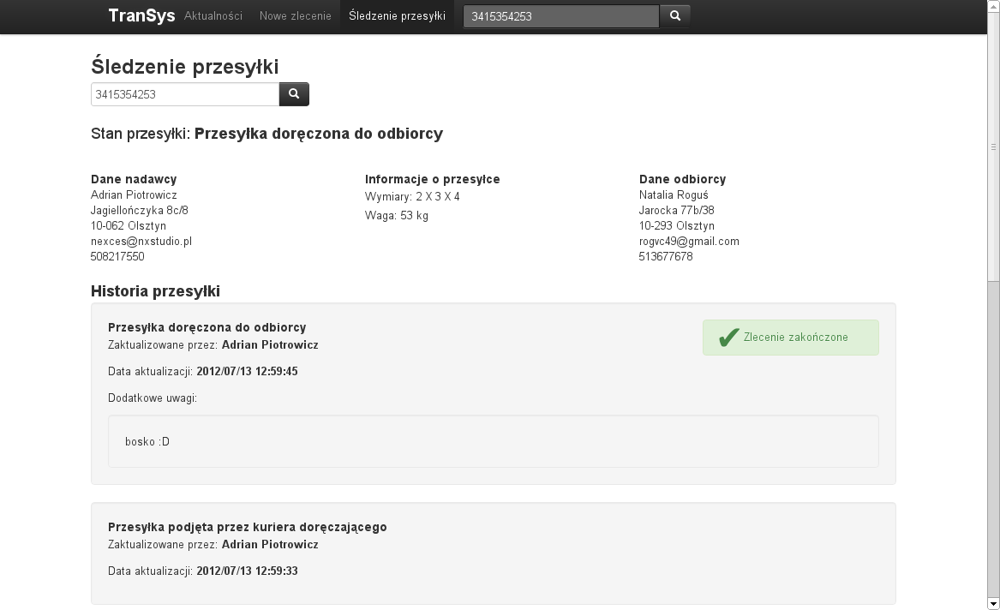 TranSys Aktualności Nowe zlecenie Śledzenie przesyłki 3415354253
Śledzenie przesyłki
3415354253
Stan przesyłki: Przesyłka doręczona do odbiorcy
Dane nadawcy
Adrian Piotrowicz
Jagiellończyka 8c/8
10-062 Olsztyn
nexces@nxstudio.pl
508217550
Informacje o przesyłce
Wymiary: 2 X 3 X 4
Waga: 53 kg
Dane odbiorcy
Natalia Roguś
Jarocka 77b/38
10-293 Olsztyn
rogvc49@gmail.com
513677678
Historia przesyłki
Przesyłka doręczona do odbiorcy
Zaktualizowane przez: Adrian Piotrowicz
Zlecenie zakończone
Data aktualizacji: 2012/07/13 12:59:45
Dodatkowe uwagi:
bosko :D
Przesyłka podjęta przez kuriera doręczającego
Zaktualizowane przez: Adrian Piotrowicz
Data aktualizacji: 2012/07/13 12:59:33